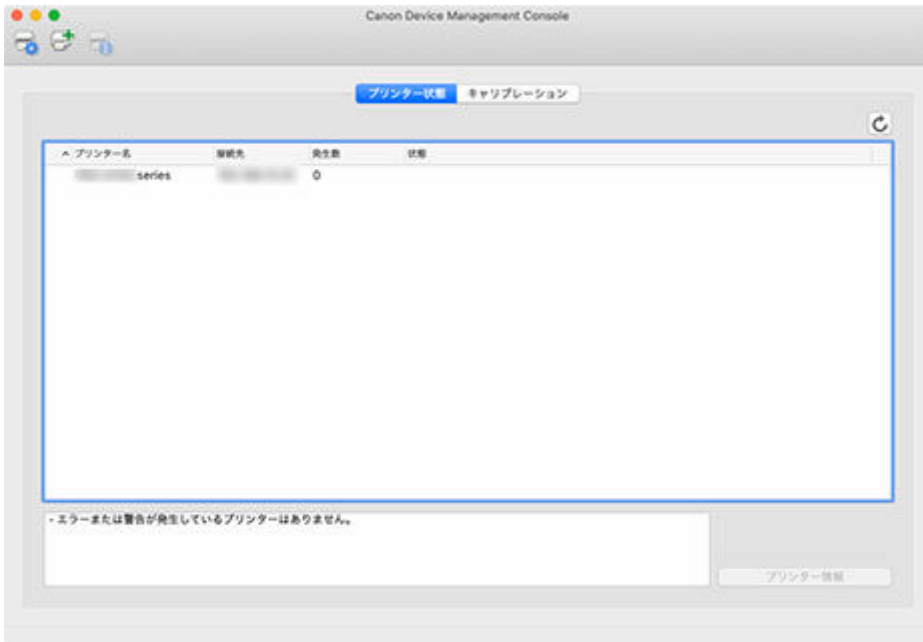 Canon Device Management Console
プリンター状態 キャリブレーション
プリンター名 接続先 発生数 状態
series 0
- エラーまたは警告が発生しているプリンターはありません。
プリンター情報